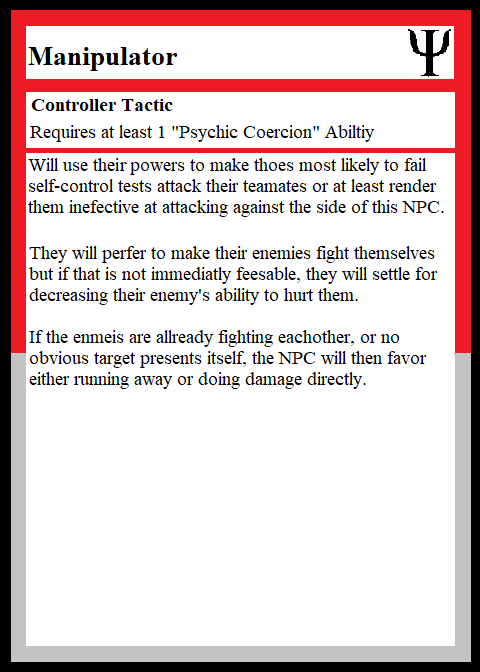 Manipulator Ψ
Controller Tactic
Requires at least 1 "Psychic Coercion" Abiltiy
Will use their powers to make thoes most likely to fail
self-control tests attack their teamates or at least render
them inefective at attacking against the side of this NPC.
They will perfer to make their enemies fight themselves
but if that is not immediatly feesable, they will settle for
decreasing their enemy's ability to hurt them.
If the enmeis are allready fighting eachother, or no
obvious target presents itself, the NPC will then favor
either running away or doing damage directly.